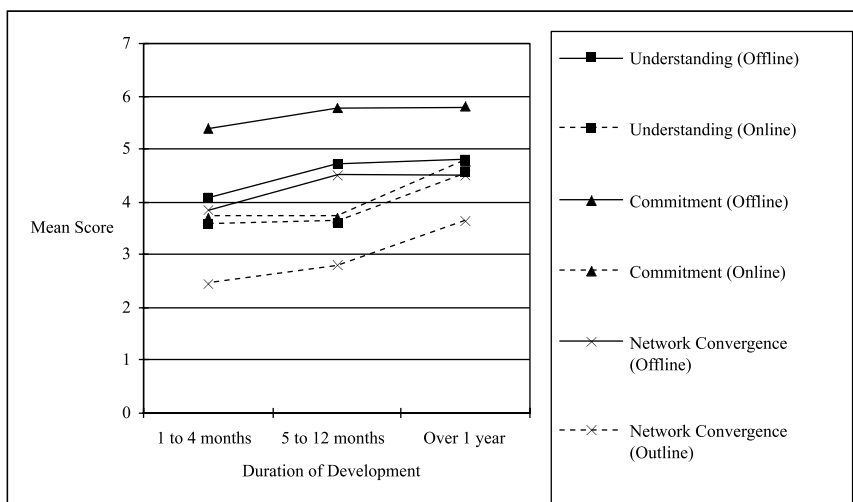 7
6
5
4
3
2
1
0
Mean Score
1 to 4 months 5 to 12 months Over 1 year
Duration of Development
Understanding (Offline)
Understanding (Online)
Commitment (Offline)
Commitment (Online)
Network Convergence
(Offline)
Network Convergence
(Outline)